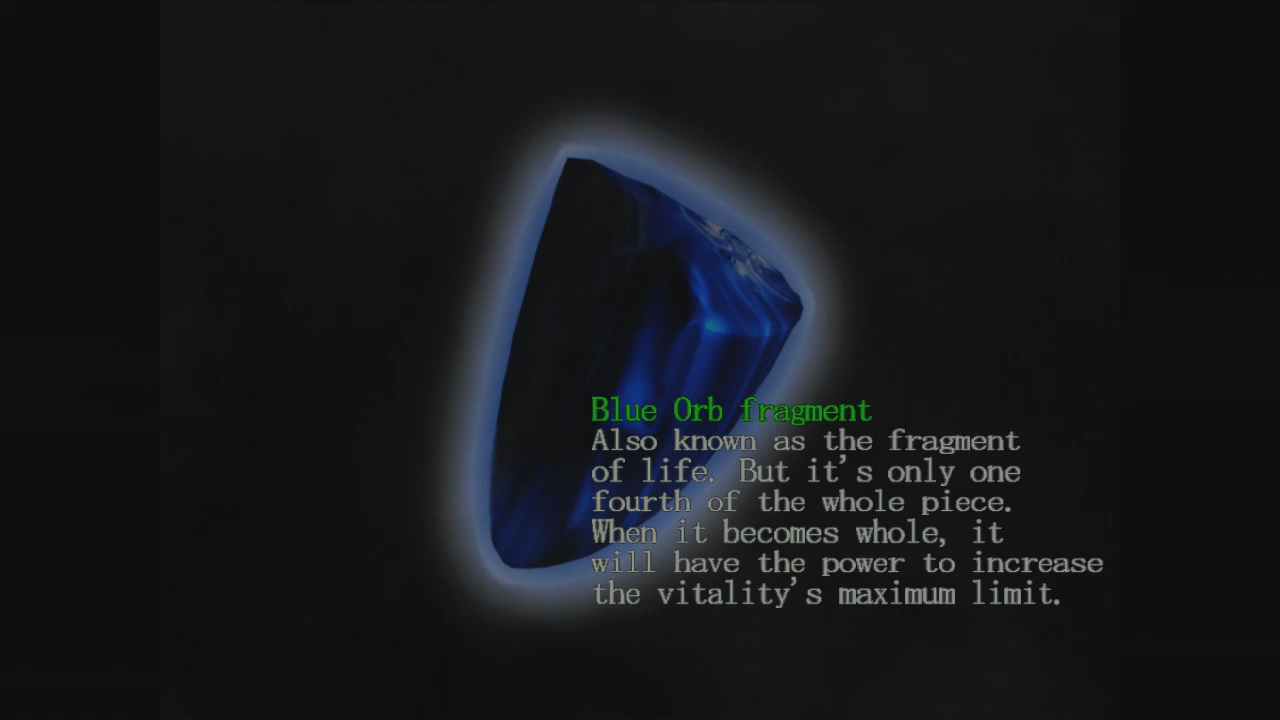 Blue Orb fragment
Also known as the fragment
of life. But it's only one
fourth of the whole piece.
When it becomes whole, it
will have the power to increase
the vitality's maximum limit.